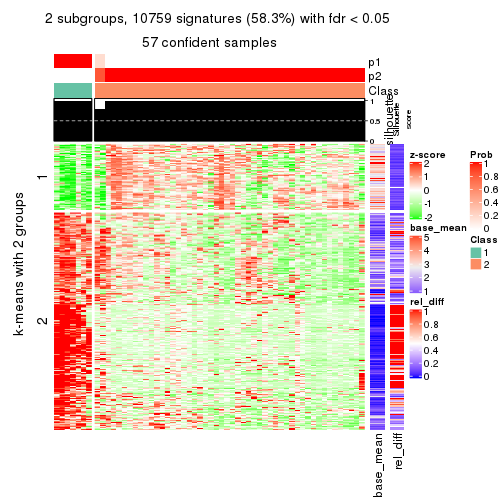 2 subgroups, 10759 signatures (58.3%) with fdr < 0.05
57 confident samples
p1
p2
Class
1
0.5
0
silhouette
Silhouette
score
k-means with 2 groups
1
2
base_mean
rel_diff
z-score
2
1
0
-1
-2
base_mean
5
4
3
2
1
rel_diff
1
0.8
0.6
0.4
0.2
0
Prob
1
0.8
0.6
0.4
0.2
0
Class
1
2